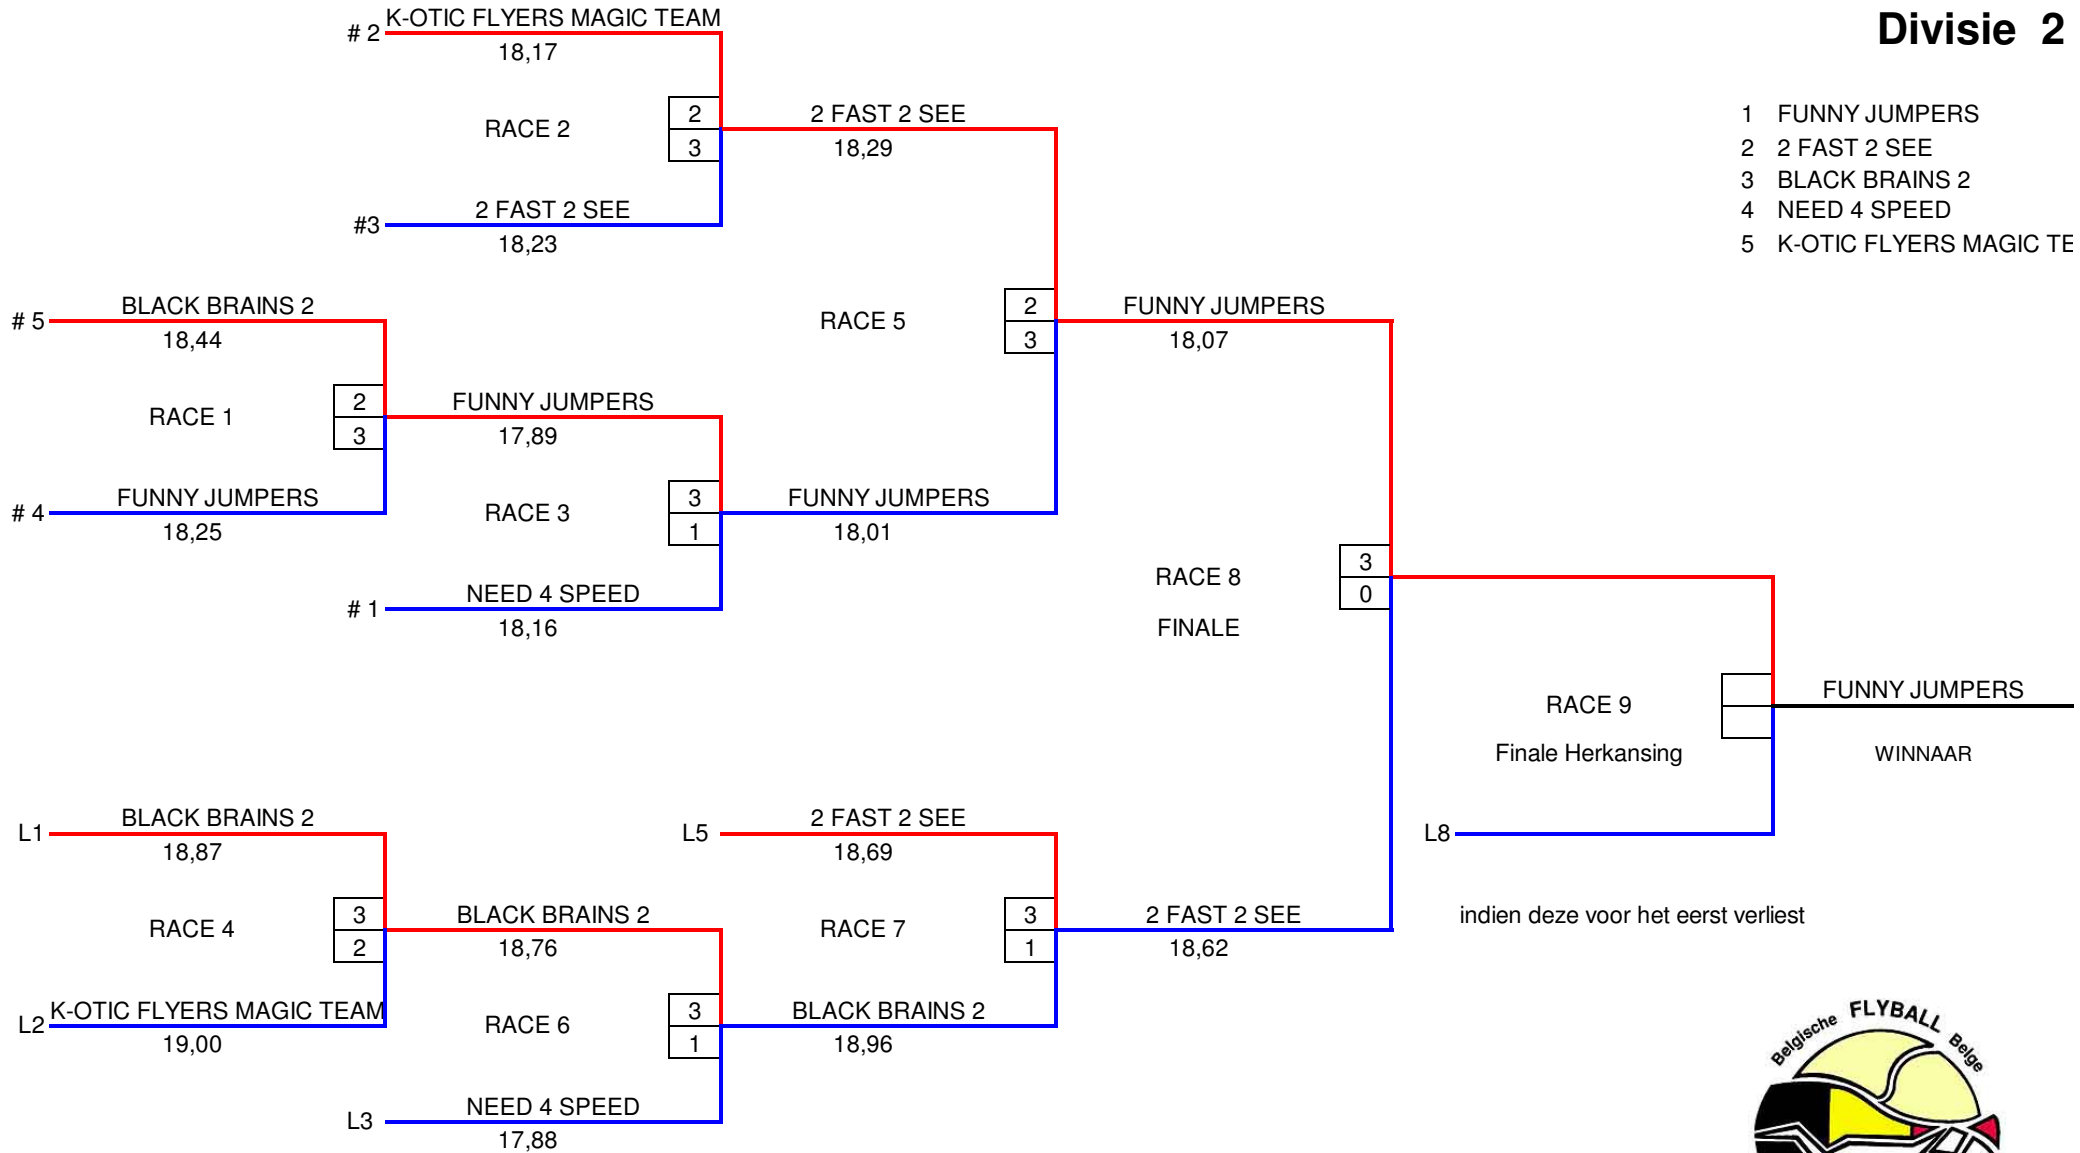 Divisie 2
1 FUNNY JUMPERS
2 2 FAST 2 SEE
3 BLACK BRAINS 2
4 NEED 4 SPEED
5 K-OTIC FLYERS MAGIC TE
# 2 K-OTIC FLYERS MAGIC TEAM
18,17
RACE 2
2
3
2 FAST 2 SEE
18,29
#3 2 FAST 2 SEE
18,23
# 5 BLACK BRAINS 2
18,44
RACE 5
2
3
FUNNY JUMPERS
18,07
RACE 1
2
3
FUNNY JUMPERS
17,89
# 4 FUNNY JUMPERS
18,25
RACE 3
3
1
FUNNY JUMPERS
18,01
# 1 NEED 4 SPEED
18,16
RACE 8
3
0
FINALE
RACE 9
Finale Herkansing
FUNNY JUMPERS
WINNAAR
L1 BLACK BRAINS 2
18,87
L5 2 FAST 2 SEE
18,69
L8
RACE 4
3
2
BLACK BRAINS 2
18,76
RACE 7
3
1
2 FAST 2 SEE
18,62
indien deze voor het eerst verliest
L2 K-OTIC FLYERS MAGIC TEAM
19,00
RACE 6
3
1
BLACK BRAINS 2
18,96
L3 NEED 4 SPEED
17,88
Belgische FLYBALL Belge